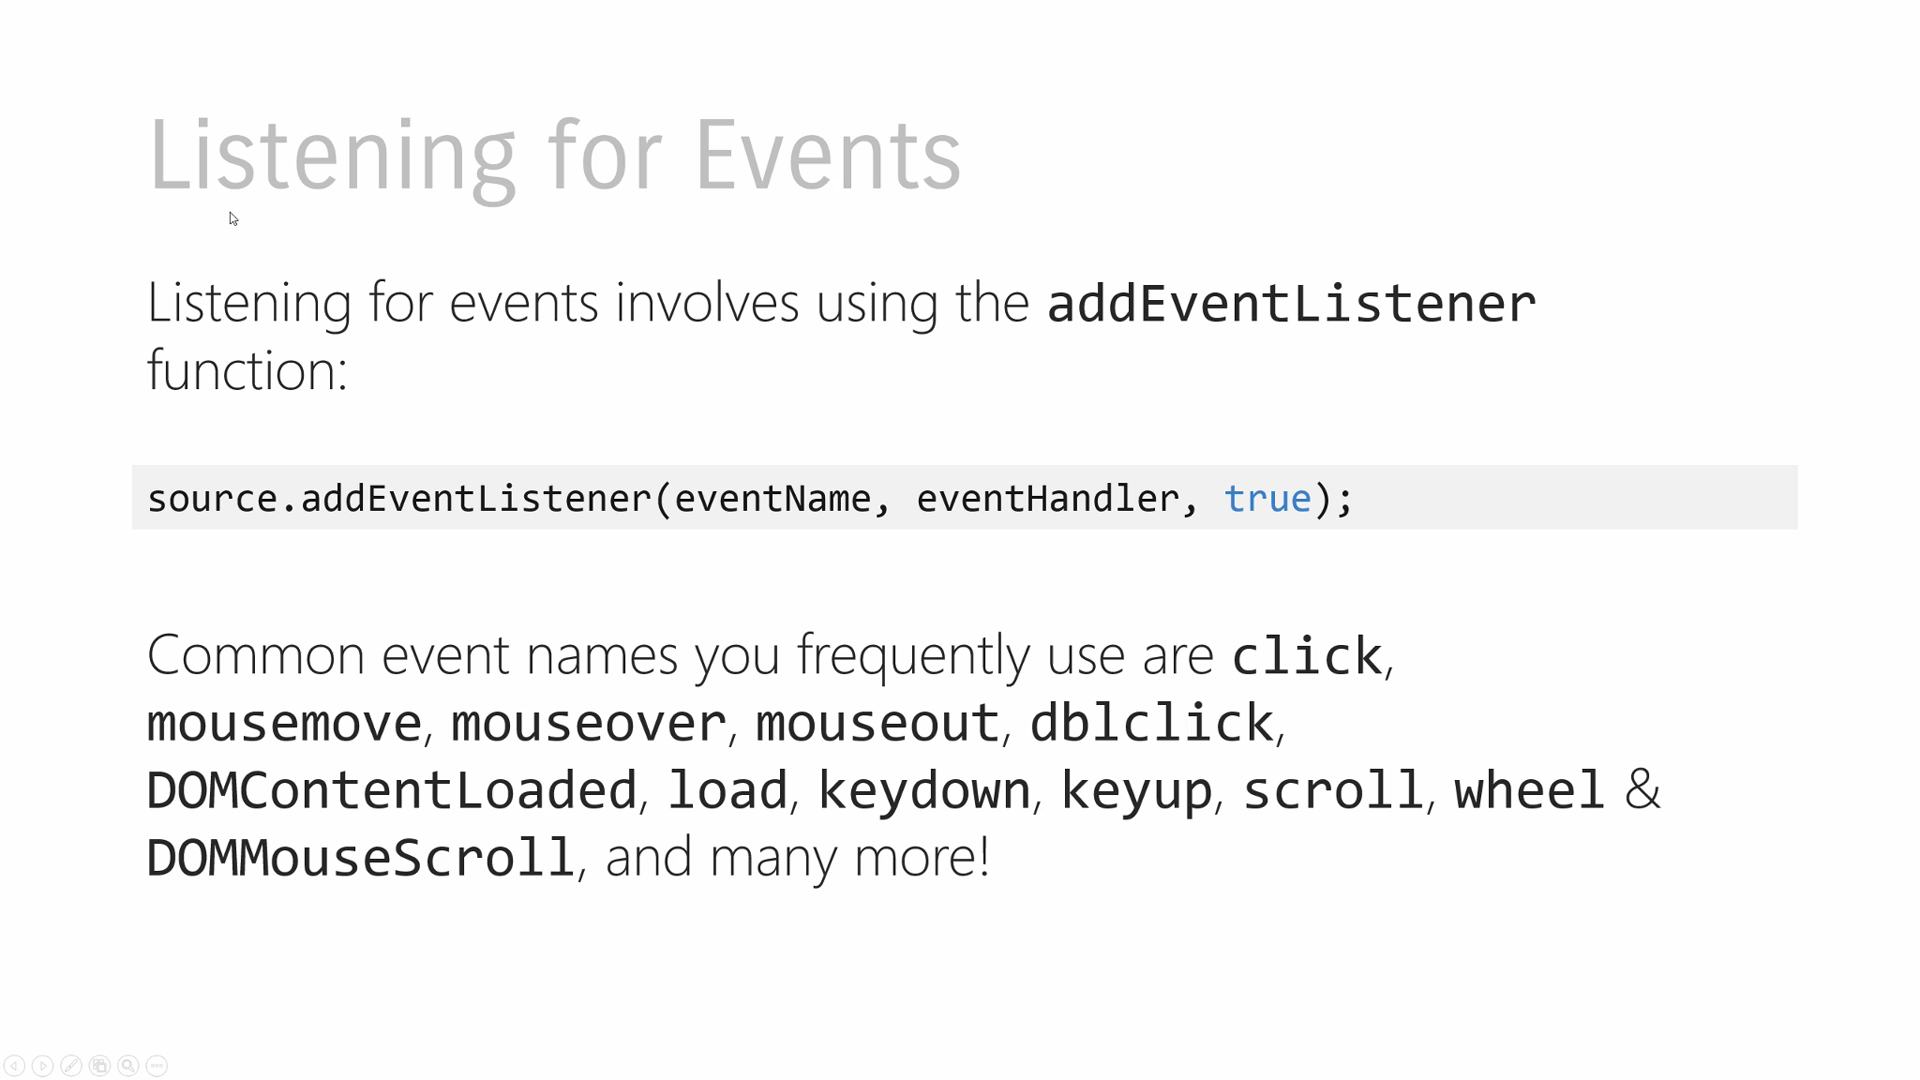 Listening for Events
Listening for events involves using the addEventListener
function:
source.addEventListener(eventName, eventHandler, true);
Common event names you frequently use are click,
mousemove, mouseover, mouseout, dblclick,
DOMContentLoaded, load, keydown, keyup, scroll, wheel &
DOMMouseScroll, and many more!